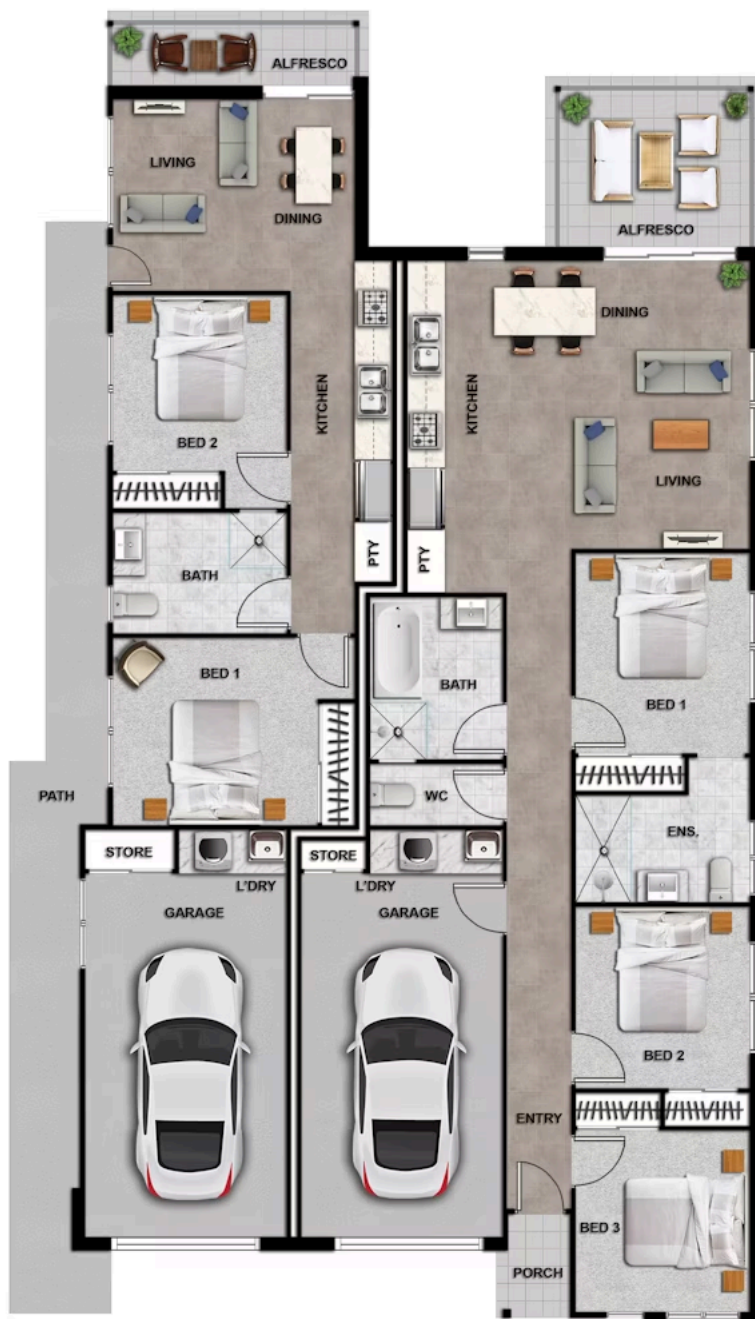 ALFRESCO
LIVING
DINING
ALFRESCO
DINING
KITCHEN
KITCHEN
BED 2
LIVING
PTY
PTY
BATH
BED 1
BATH
BED 1
PATH
WC
ENS.
STORE
STORE
L'DRY
L'DRY
GARAGE
GARAGE
BED 2
ENTRY
BED 3
PORCH